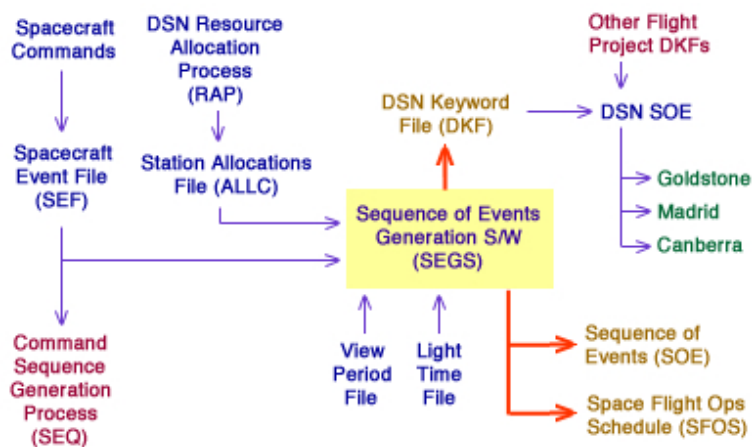 Spacecraft
Commands
DSN Resource
Allocation
Process
(RAP)
Other Flight
Project DKFs
DSN Keyword
File (DKF)
DSN SOE
Spacecraft
Event File
(SEF)
Station Allocations
File (ALLC)
Goldstone
Madrid
Canberra
Sequence of Events
Generation S/W
(SEGS)
Command
Sequence
Generation
Process
(SEQ)
View
Period
File
Light
Time
File
Sequence of
Events (SOE)
Space Flight Ops
Schedule (SFOS)